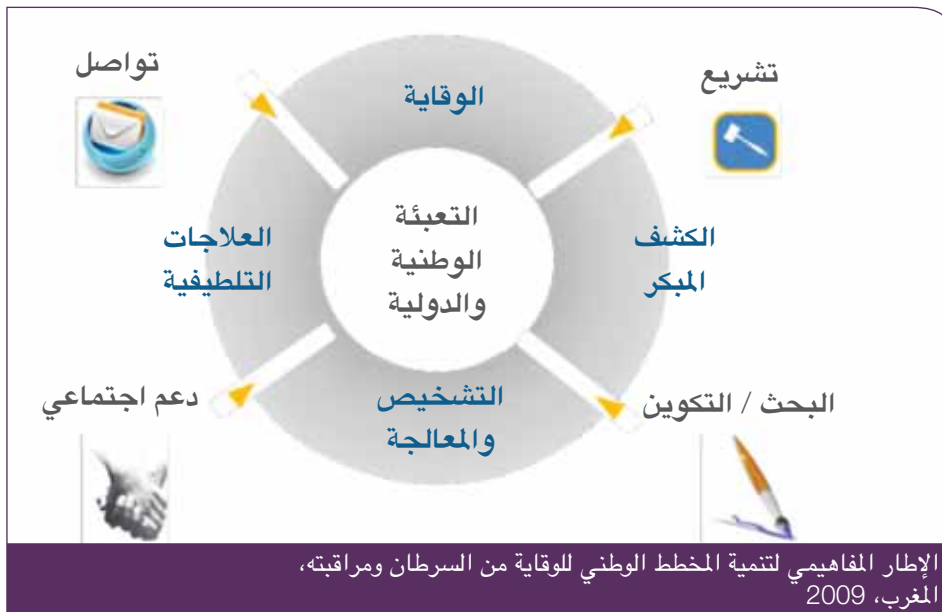 تشريع
تواصل
الوقاية
الكشف
المبكر
التعبئة
الوطنية
والدولية
العلاجات
التلطيفية
البحث / التكوين
التشخيص
والمعالجة
دعم اجتماعي
الإطار المفاهيمي لتنمية المخطط الوطني للوقاية من السرطان ومراقبته،
المغرب، 2009